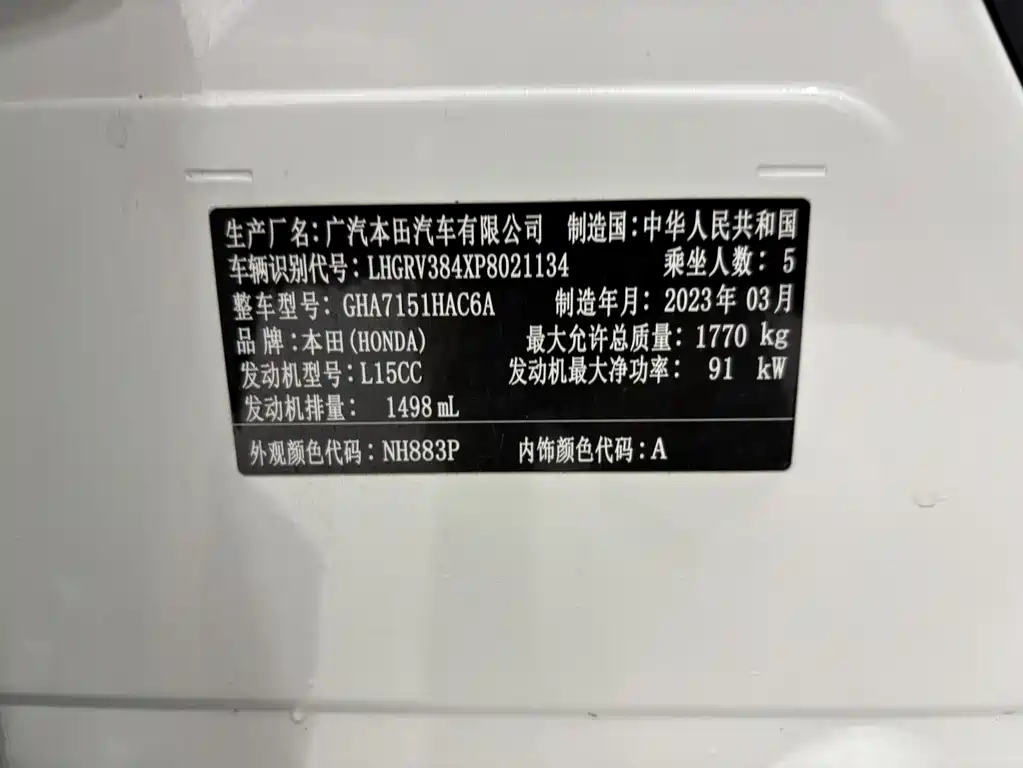 生产厂名:广汽本田汽车有限公司 制造国:中华人民共和国
车辆识别代号: LHGRV384XP8021134 乘坐人数: 5
整车型号: GHA7151HAC6A 制造年月: 2023年 03月
品 牌:本田(HONDA) 最大允许总质量: 1770 kg
发动机型号: L15CC 发动机最大净功率: 91 kW
发动机排量: 1498 mL
外观颜色代码: NH883P 内饰颜色代码: A